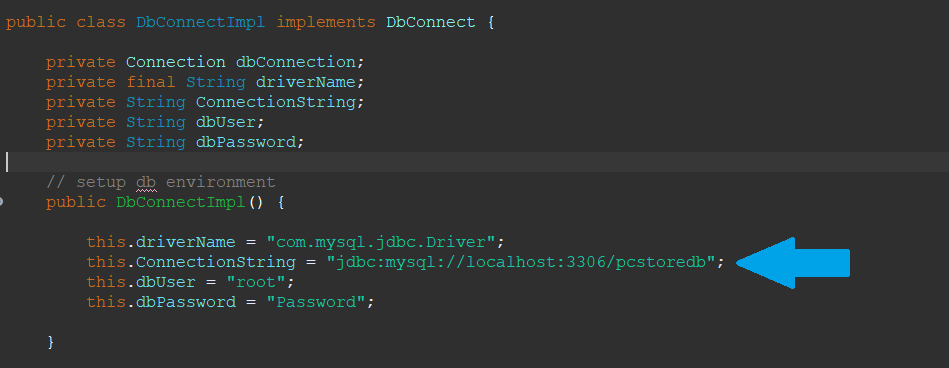 public class DbConnectImpl implements DbConnect {
private Connection dbConnection;
private final String driverName;
private String ConnectionString;
private String dbUser;
private String dbPassword;
// setup db environment
public DbConnectImpl() {
this.driverName = "com.mysql.jdbc.Driver";
this.ConnectionString = "jdbc:mysql://localhost:3306/pcstoredb";
this.dbUser = "root";
this.dbPassword = "Password";
}